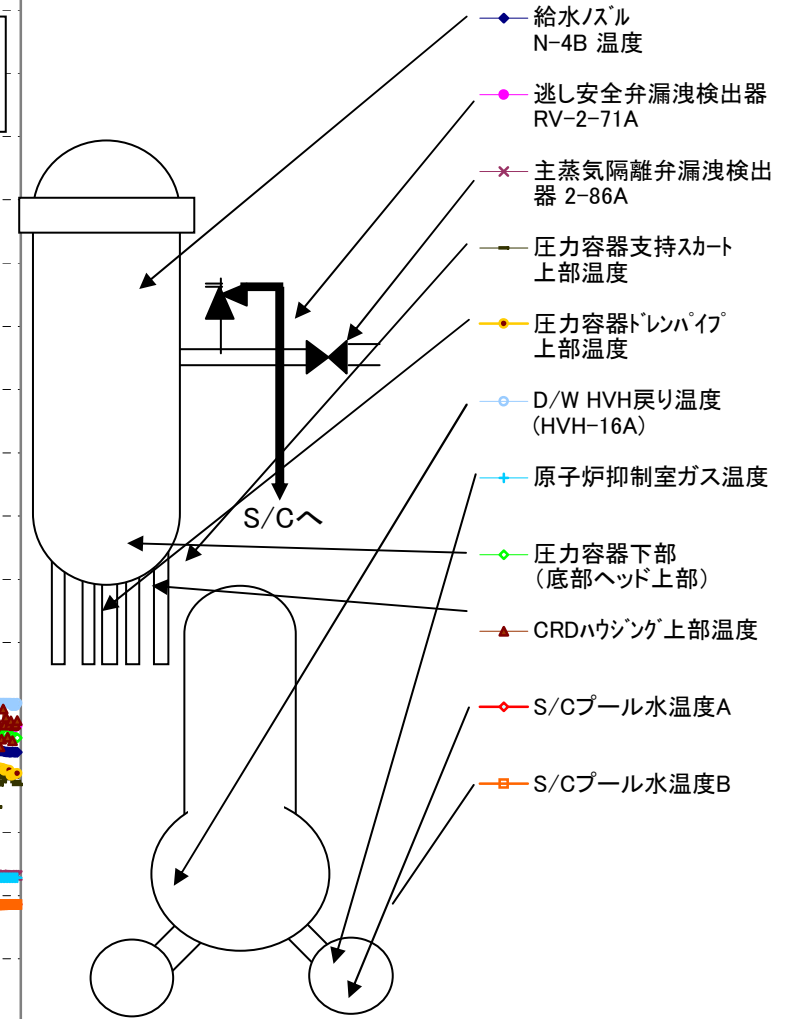 給水ノズル
N-4B 温度
逃し安全弁漏洩検出器
RV-2-71A
主蒸気隔離弁漏洩検出
器 2-86A
圧力容器支持スカート
上部温度
圧力容器ドレンパイプ
上部温度
D/W HVH戻り温度
(HVH-16A)
原子炉抑制室ガス温度
S/Cへ
圧力容器下部
（底部ヘッド上部）
CRDハウジング上部温度
S/Cプール水温度A
S/Cプール水温度B